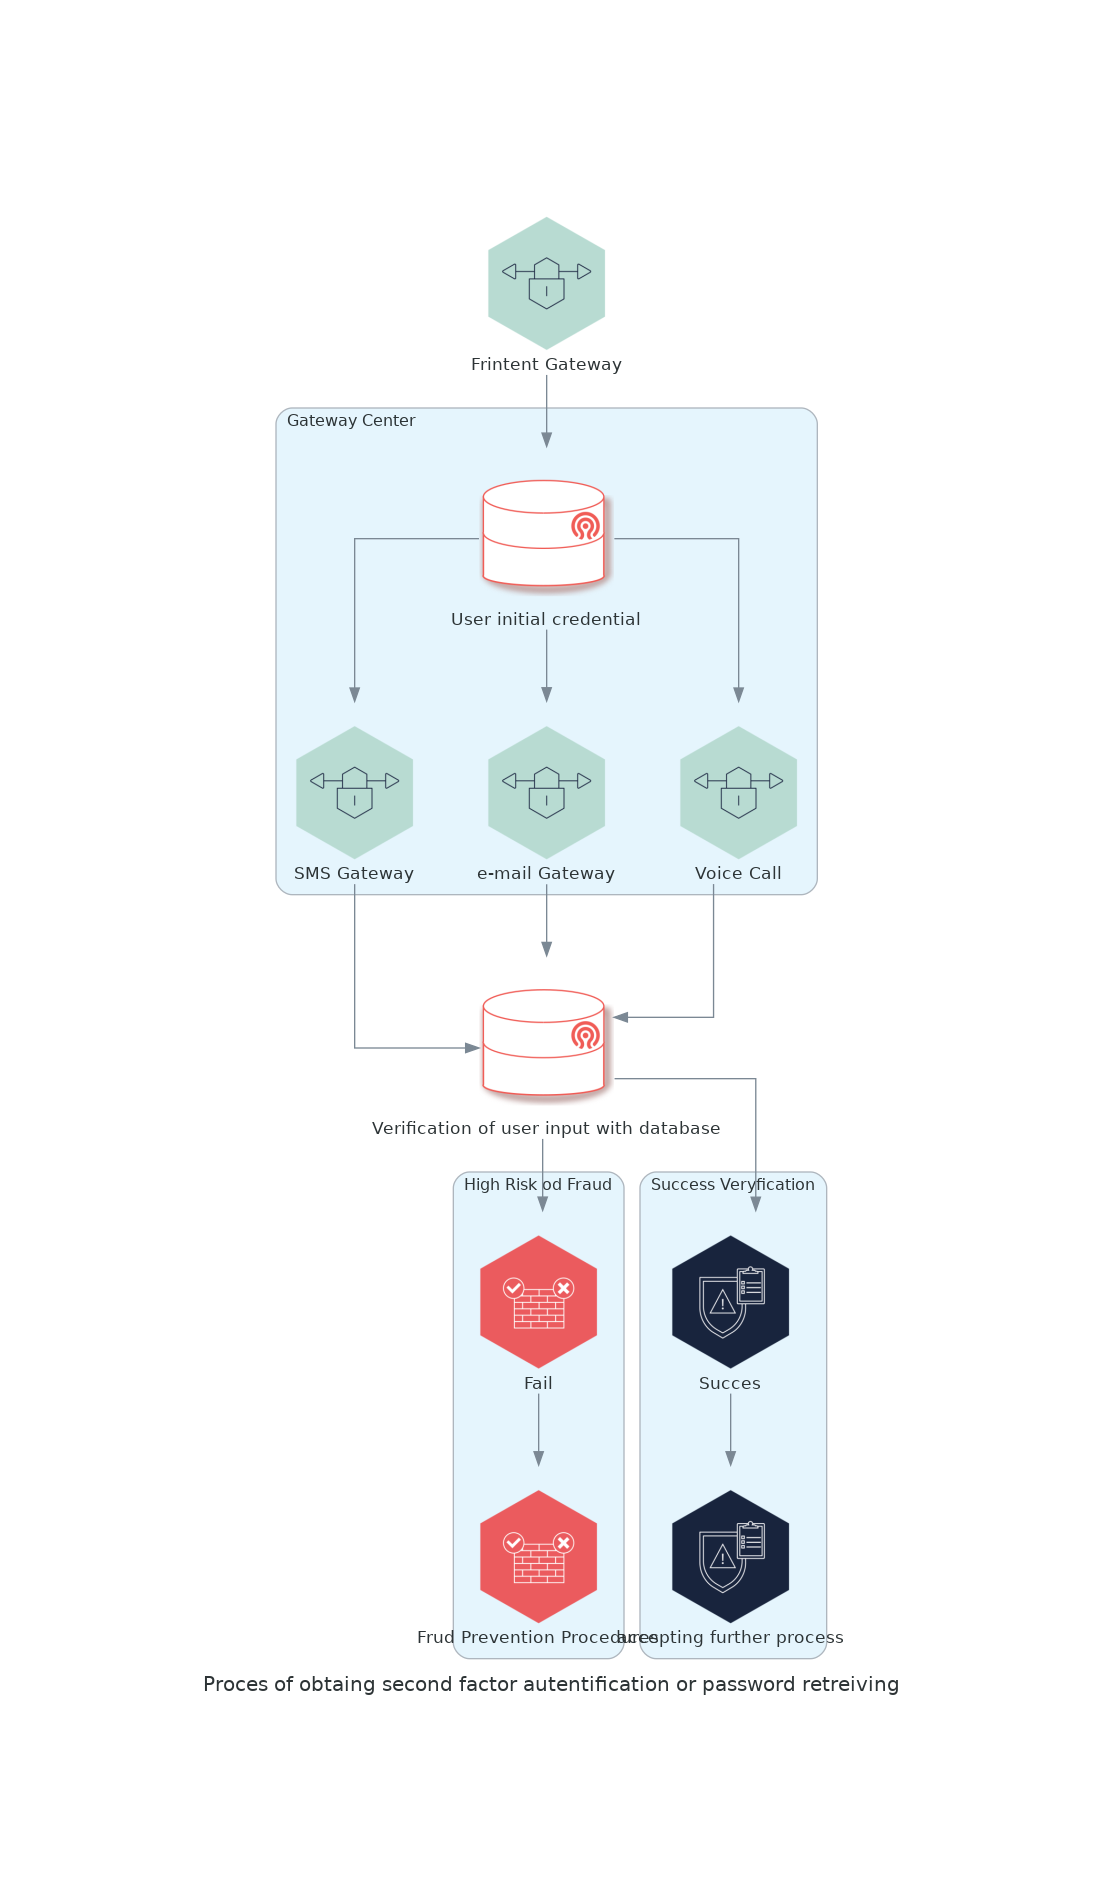 Frintent Gateway
Gateway Center
User initial credential
SMS Gateway
e-mail Gateway
Voice Call
Verification of user input with database
High Risk od Fraud
Success Veryfication
Fail
Succes
Frud Prevention Procedures
accepting further process
Proces of obtaing second factor autentification or password retreiving